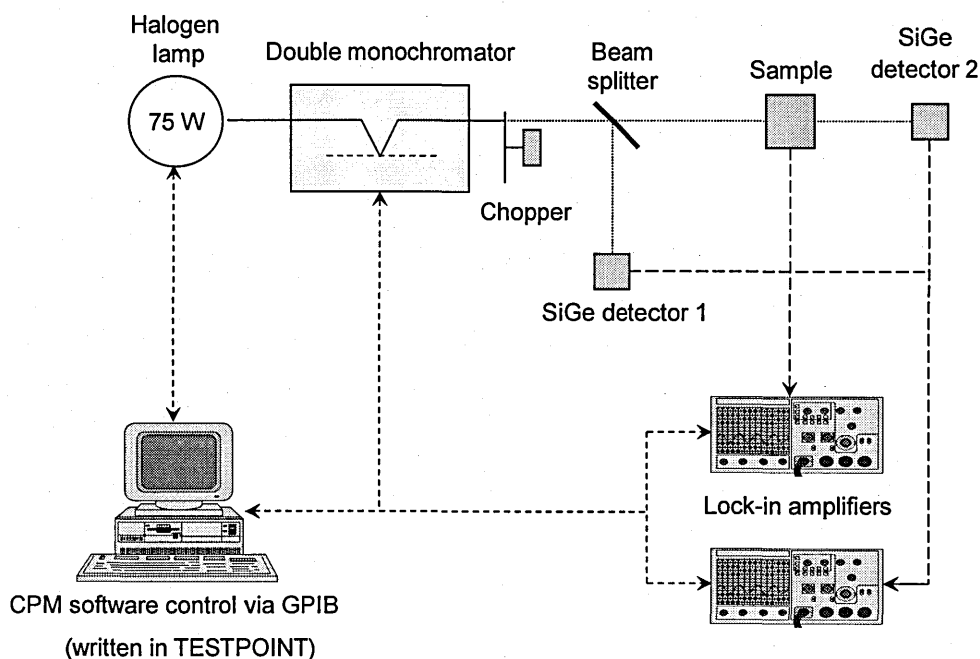 Halogen
lamp
75 W
Double monochromator
Chopper
Beam
splitter
Sample
SiGe
detector 2
SiGe detector 1
Lock-in amplifiers
CPM software control via GPIB
(written in TESTPOINT)